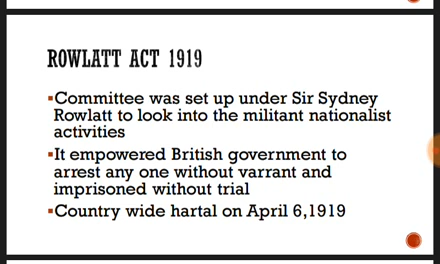 ROWLATT ACT 1919
▪Committee was set up under Sir Sydney
Rowlatt to look into the militant nationalist
activities
▪It empowered British government to
arrest any one without varrant and
imprisoned without trial
▪Country wide hartal on April 6,1919